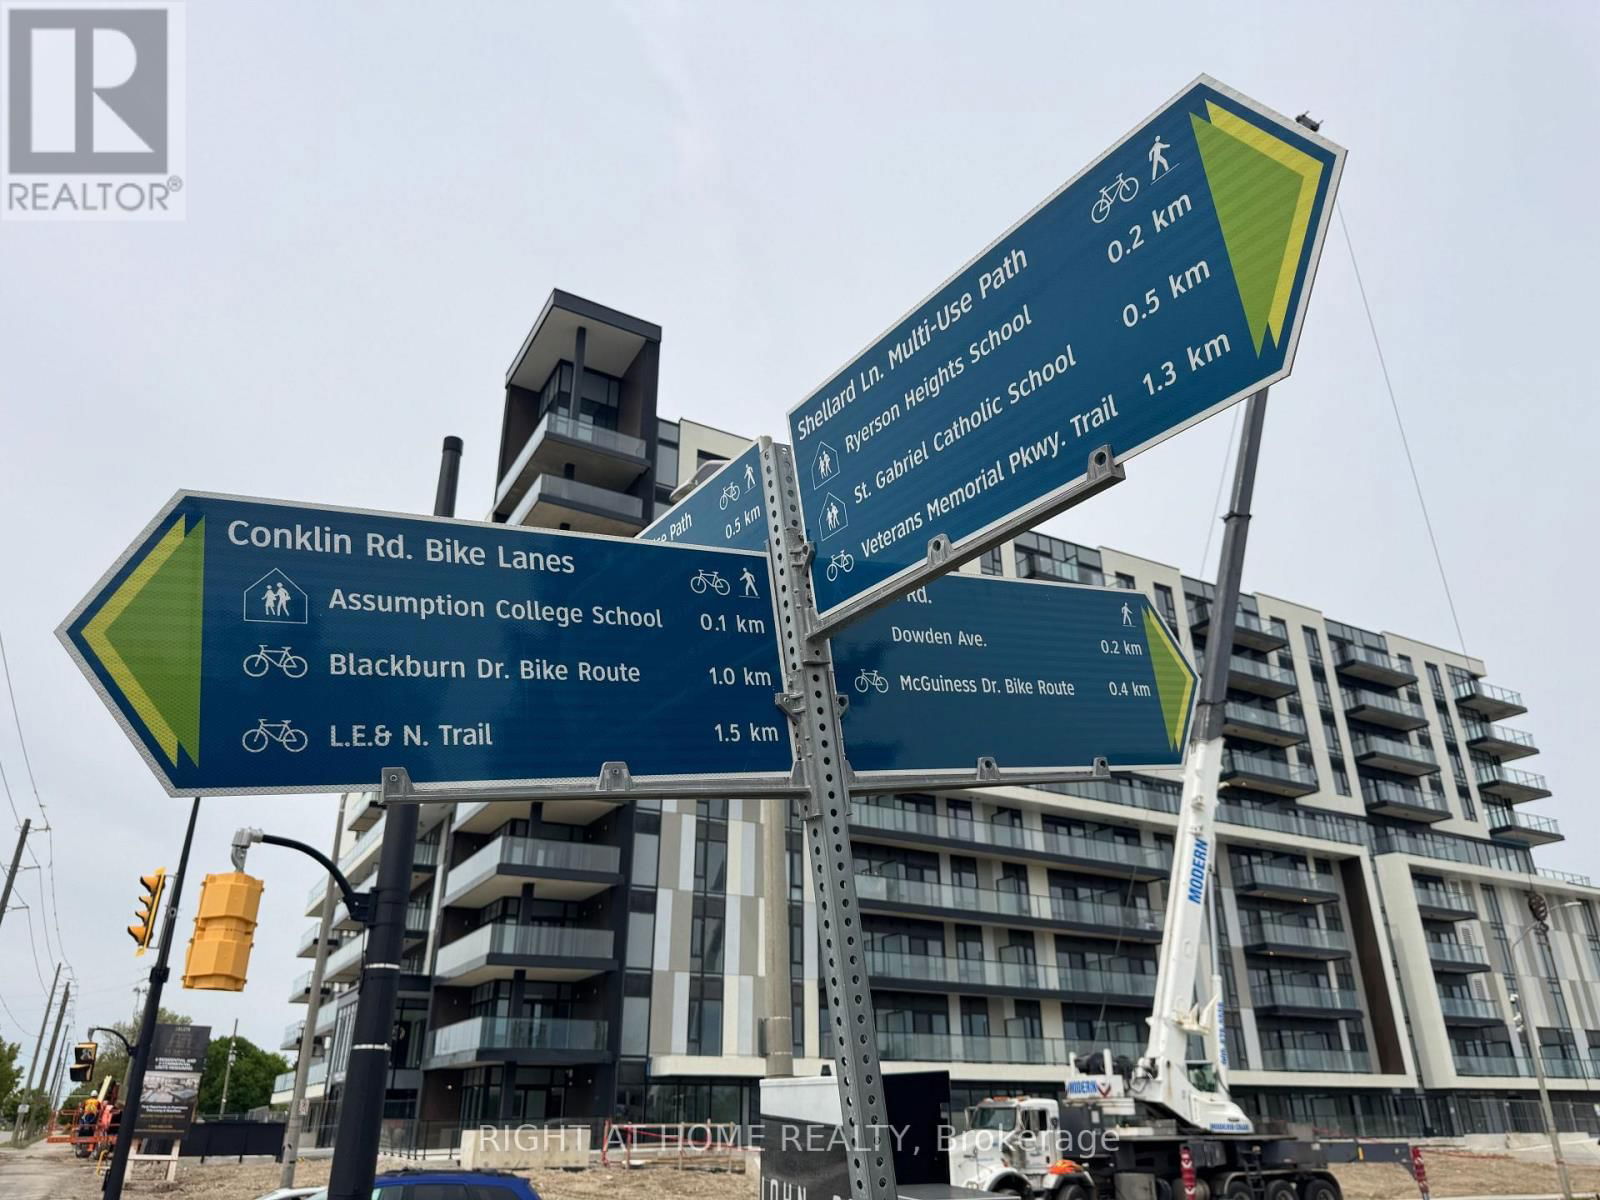 REALTOR®
Shellard Ln. Multi-Use Path
Ryerson Heights School 0.2 km
St. Gabriel Catholic School 0.5 km
Veterans Memorial Pkwy. Trail 1.3 km
Path 0.5 km
Conklin Rd. Bike Lanes
Assumption College School 0.1 km
Blackburn Dr. Bike Route 1.0 km
L.E.& N. Trail 1.5 km
Rd.
Dowden Ave. 0.2 km
McGuiness Dr. Bike Route 0.4 km
MODERN
MODERN
RIGHT AT HOME REALTY, Brokerage